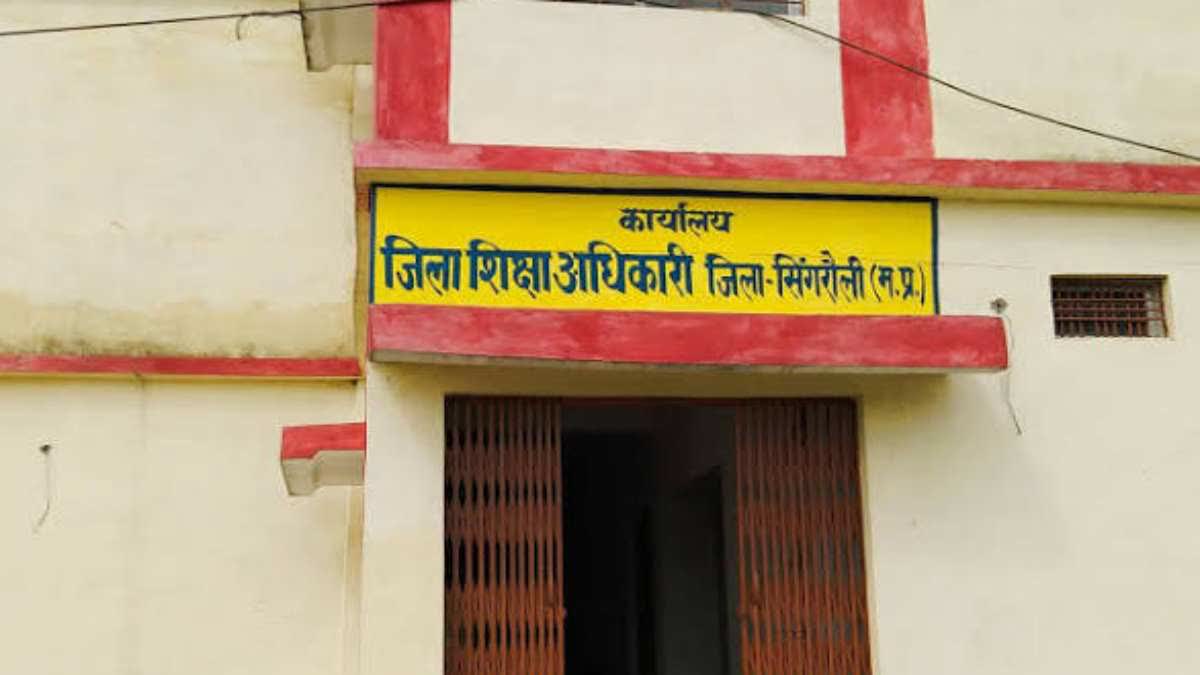 कार्यालय
जिला शिक्षा अधिकारी जिला-सिंगरौली (म.प्र.)